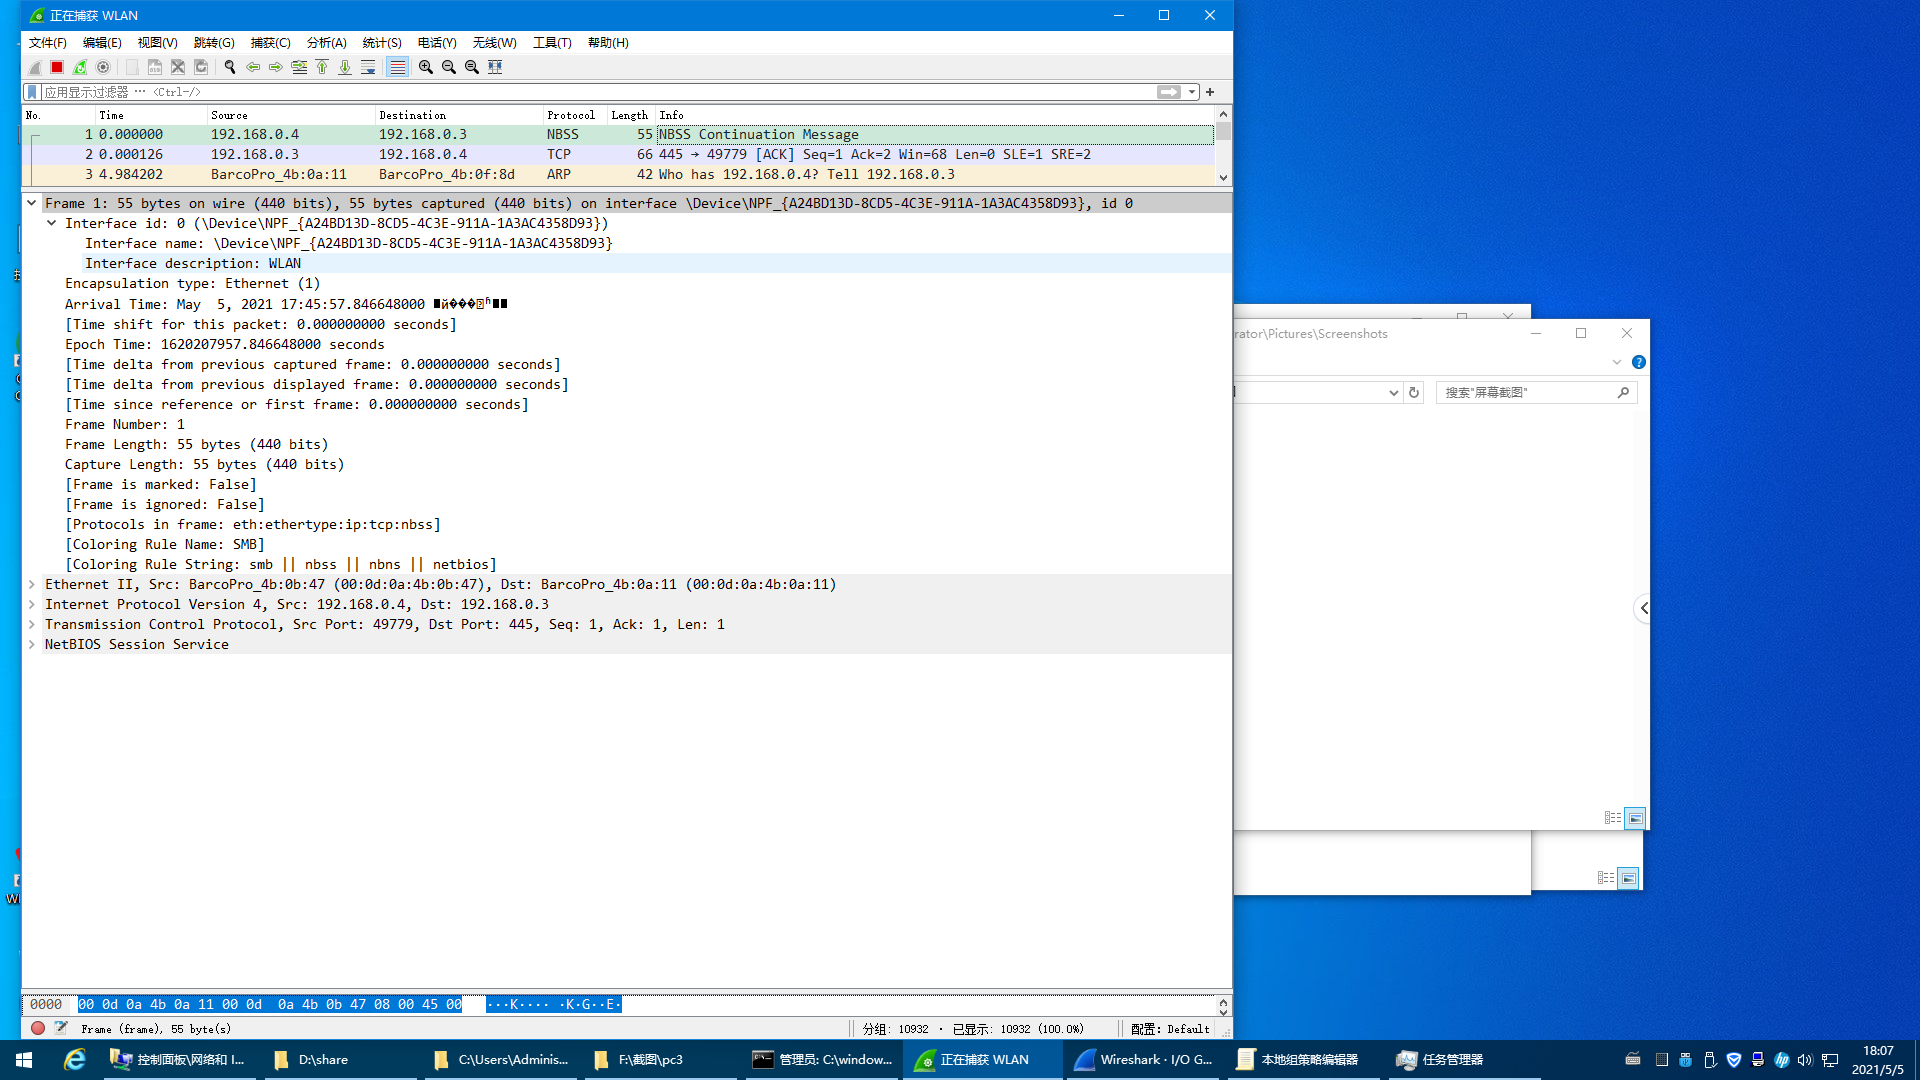 正在捕获 WLAN
文件(F) 编辑(E) 视图(V) 跳转(G) 捕获(C) 分析(A) 统计(S) 电话(Y) 无线(W) 工具(T) 帮助(H)
应用显示过滤器 … <Ctrl-/>
No. Time Source Destination Protocol Length Info
1 0.000000 192.168.0.4 192.168.0.3 NBSS 55 NBSS Continuation Message
2 0.000126 192.168.0.3 192.168.0.4 TCP 66 445 → 49779 [ACK] Seq=1 Ack=2 Win=68 Len=0 SLE=1 SRE=2
3 4.984202 BarcoPro_4b:0a:11 BarcoPro_4b:0f:8d ARP 42 Who has 192.168.0.4? Tell 192.168.0.3
Frame 1: 55 bytes on wire (440 bits), 55 bytes captured (440 bits) on interface \Device\NPF_{A24BD13D-8CD5-4C3E-911A-1A3AC4358D93}, id 0
Interface id: 0 (\Device\NPF_{A24BD13D-8CD5-4C3E-911A-1A3AC4358D93})
Interface name: \Device\NPF_{A24BD13D-8CD5-4C3E-911A-1A3AC4358D93}
Interface description: WLAN
Encapsulation type: Ethernet (1)
Arrival Time: May  5, 2021 17:45:57.846648000
[Time shift for this packet: 0.000000000 seconds]
Epoch Time: 1620207957.846648000 seconds
[Time delta from previous captured frame: 0.000000000 seconds]
[Time delta from previous displayed frame: 0.000000000 seconds]
[Time since reference or first frame: 0.000000000 seconds]
Frame Number: 1
Frame Length: 55 bytes (440 bits)
Capture Length: 55 bytes (440 bits)
[Frame is marked: False]
[Frame is ignored: False]
[Protocols in frame: eth:ethertype:ip:tcp:nbss]
[Coloring Rule Name: SMB]
[Coloring Rule String: smb || nbss || nbns || netbios]
Ethernet II, Src: BarcoPro_4b:0b:47 (00:0d:0a:4b:0b:47), Dst: BarcoPro_4b:0a:11 (00:0d:0a:4b:0a:11)
Internet Protocol Version 4, Src: 192.168.0.4, Dst: 192.168.0.3
Transmission Control Protocol, Src Port: 49779, Dst Port: 445, Seq: 1, Ack: 1, Len: 1
NetBIOS Session Service
0000 00 0d 0a 4b 0a 11 00 0d 0a 4b 0b 47 08 00 45 00 ···K···· ·K·G··E·
Frame (frame), 55 byte(s) 分组: 10932 · 已显示: 10932 (100.0%) 配置: Default
rator\Pictures\Screenshots
搜索"屏幕截图"
控制面板\网络和 I... D:\share C:\Users\Adminis... F:\截图\pc3 管理员: C:\window... 正在捕获 WLAN Wireshark · I/O G... 本地组策略编辑器 任务管理器
18:07
2021/5/5